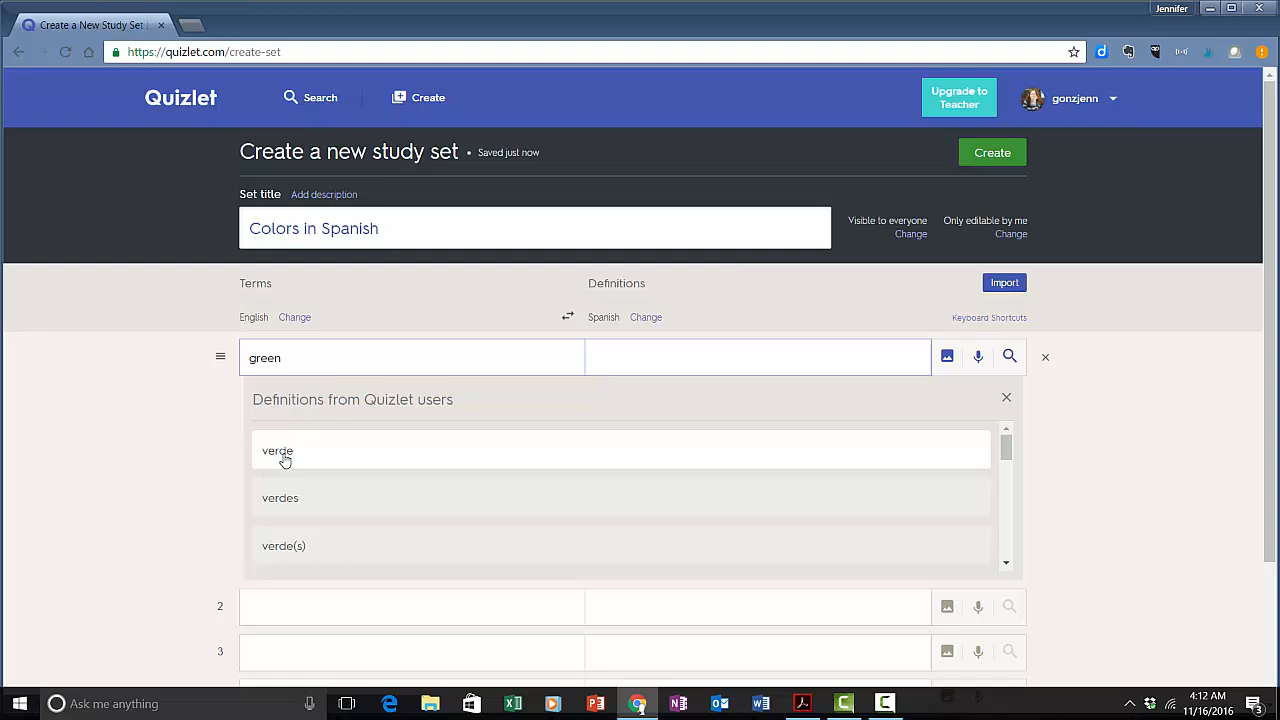 Jennifer
Create a New Study Set
https://quizlet.com/create-set
Quizlet
Search
Create
Upgrade to
Teacher
gonzjenn
Create a new study set • Saved just now
Create
Set title Add description
Colors in Spanish
Visible to everyone
Change
Only editable by me
Change
Terms
Definitions
Import
English Change
Spanish Change
Keyboard Shortcuts
green
Definitions from Quizlet users
verde
verdes
verde(s)
2
3
Ask me anything
4:12 AM
11/16/2016
3